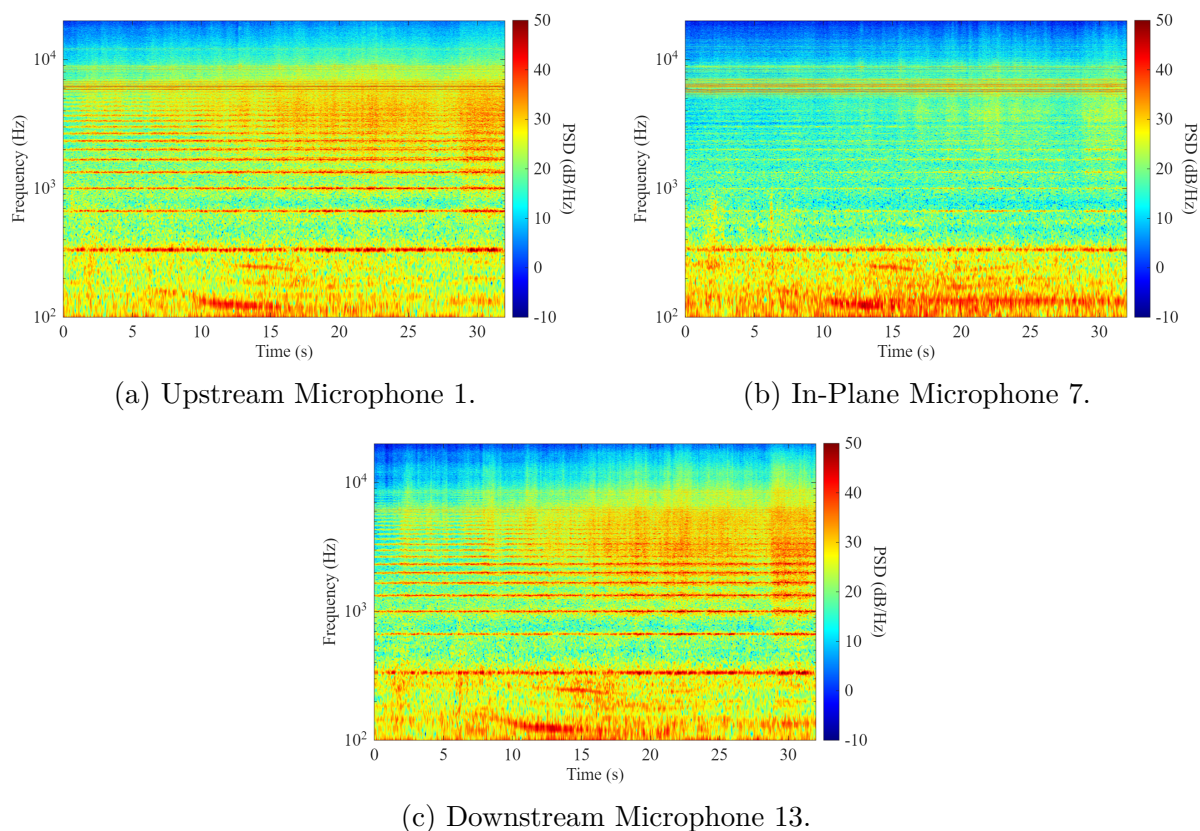 50
40
30
20
10
0
-10
PSD (dB/Hz)
10^4
10^3
10^2
Frequency (Hz)
0 5 10 15 20 25 30
Time (s)
(a) Upstream Microphone 1.
50
40
30
20
10
0
-10
PSD (dB/Hz)
10^4
10^3
10^2
Frequency (Hz)
0 5 10 15 20 25 30
Time (s)
(b) In-Plane Microphone 7.
50
40
30
20
10
0
-10
PSD (dB/Hz)
10^4
10^3
10^2
Frequency (Hz)
0 5 10 15 20 25 30
Time (s)
(c) Downstream Microphone 13.